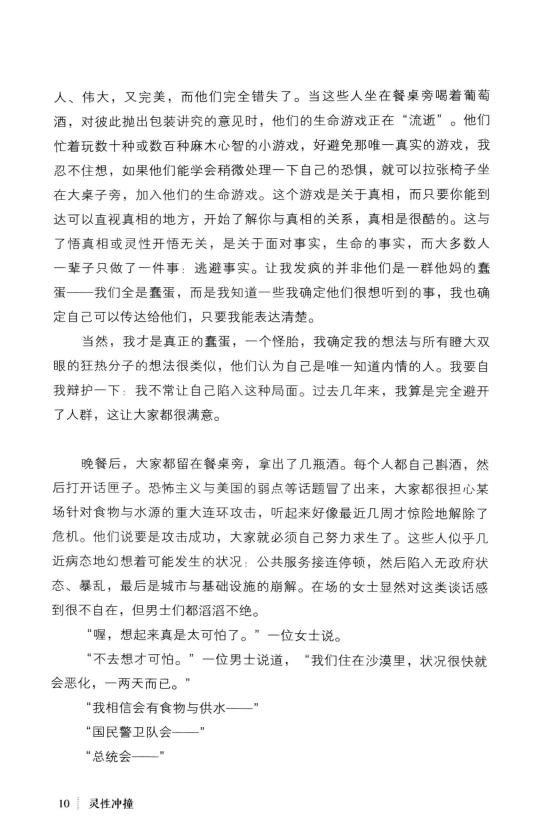 人、伟大，又完美，而他们完全错失了。当这些人坐在餐桌旁喝着葡萄
酒，对彼此抛出包装讲究的意见时，他们的生命游戏正在“流逝”。他们
忙着玩数十种或数百种麻木心智的小游戏，好避免那唯一真实的游戏，我
忍不住想，如果他们能学会稍微处理一下自己的恐惧，就可以拉张椅子坐
在大桌子旁，加入他们的生命游戏。这个游戏是关于真相，而只要你能到
达可以直视真相的地方，开始了解你与真相的关系，真相是很酷的。这与
了悟真相或灵性开悟无关，是关于面对事实，生命的事实，而大多数人
一辈子只做了一件事：逃避事实。让我发疯的并非他们是一群他妈的蠢
蛋——我们全是蠢蛋，而是我知道一些我确定他们很想听到的事，我也确
定自己可以传达给他们，只要我能表达清楚。
当然，我才是真正的蠢蛋，一个怪胎，我确定我的想法与所有瞪大双
眼的狂热分子的想法很类似，他们认为自己是唯一知道内情的人。我要自
我辩护一下：我不常让自己陷入这种局面。过去几年来，我算是完全避开
了人群，这让大家都很满意。
晚餐后，大家都留在餐桌旁，拿出了几瓶酒。每个人都自己斟酒，然
后打开话匣子。恐怖主义与美国的弱点等话题冒了出来，大家都很担心某
场针对食物与水源的重大连环攻击，听起来好像最近几周才惊险地解除了
危机。他们说要是攻击成功，大家就必须自己努力求生了。这些人似乎几
近病态地幻想着可能发生的状况：公共服务接连停顿，然后陷入无政府状
态、暴乱，最后是城市与基础设施的崩解。在场的女士显然对这类谈话感
到很不自在，但男士们都滔滔不绝。
“喔，想起来真是太可怕了。”一位女士说。
“不去想才可怕。”一位男士说道，“我们住在沙漠里，状况很快就
会恶化，一两天而已。”
“我相信会有食物与供水——”
“国民警卫队会——”
“总统会——”
10 灵性冲撞